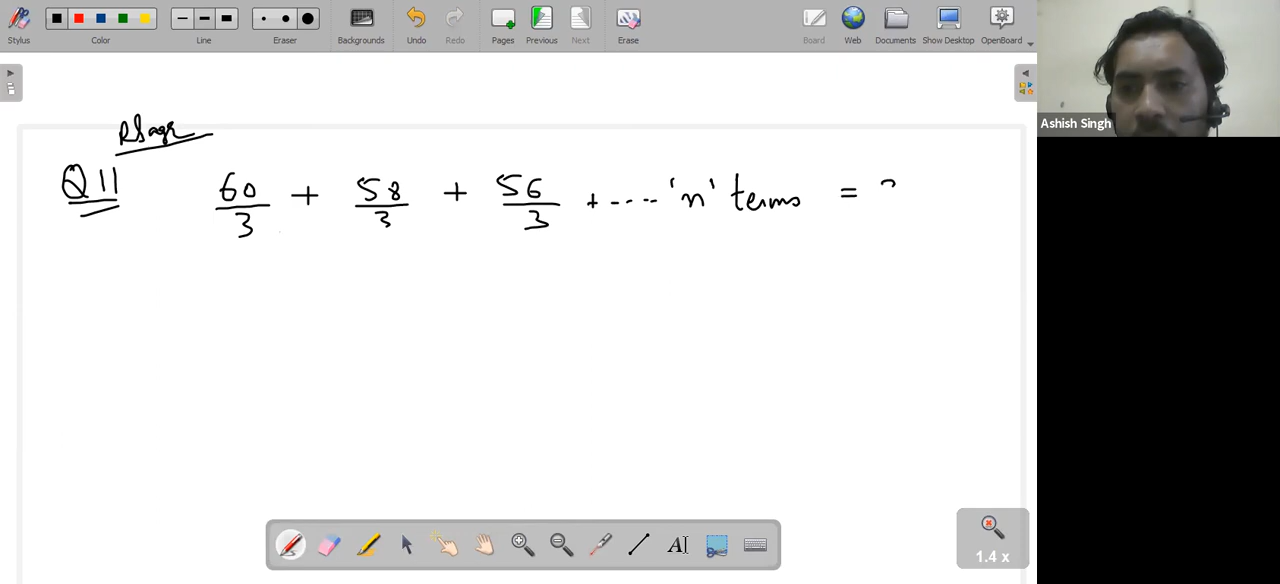 Stylus Color Line Eraser Backgrounds Undo Redo Pages Previous Next Erase Board Web Documents Show Desktop OpenBoard
Ashish Singh
Q11 60/3 + 58/3 + 56/3 + .... 'n' terms = ?
1.4 x